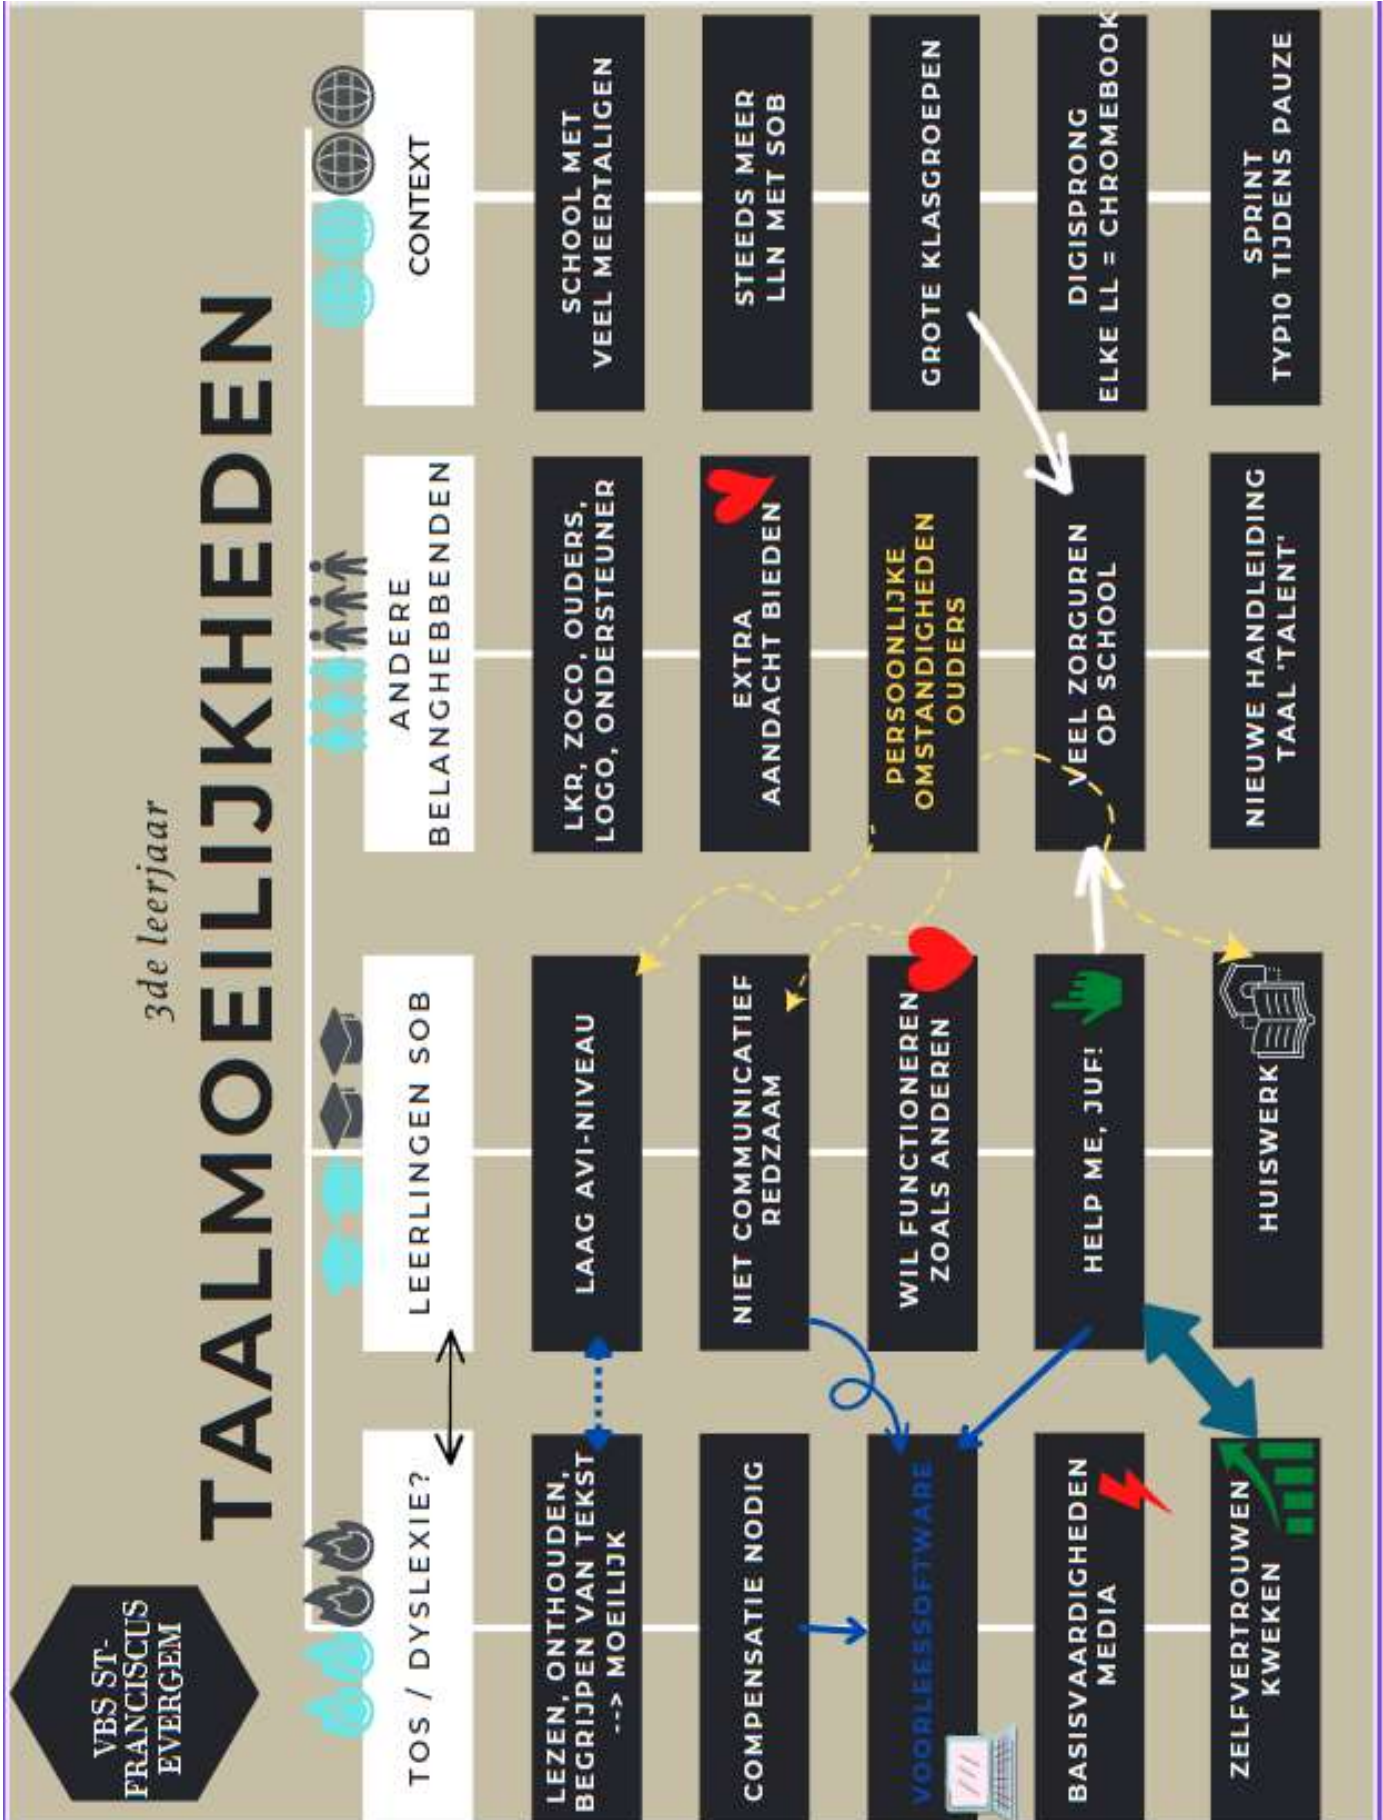 VBS ST-
FRANCISCUS
EVERGEM
3de leerjaar
TAALMOEILIJKHEDEN
TOS / DYSLEXIE?
LEZEN, ONTHOUDEN,
BEGRIJPEN VAN TEKST
--> MOEILIJK
COMPENSATIE NODIG
VOORLEESSOFTWARE
BASISVAARDIGHEDEN
MEDIA
ZELFVERTROUWEN
KWEKEN
LEERLINGEN SOB
LAAG AVI-NIVEAU
NIET COMMUNICATIEF
REDZAAM
WIL FUNCTIONEREN
ZOALS ANDEREN
HELP ME, JUF!
HUISWERK
ANDERE
BELANGHEBBENDEN
LKR, ZOCO, OUDERS,
LOGO, ONDERSTEUNER
EXTRA
AANDACHT BIEDEN
PERSOONLIJKE
OMSTANDIGHEDEN
OUDERS
VEEL ZORGUREN
OP SCHOOL
NIEUWE HANDLEIDING
TAAL 'TALENT'
CONTEXT
SCHOOL MET
VEEL MEERTALIGEN
STEEDS MEER
LLN MET SOB
GROTE KLASGROEPEN
DIGISPRONG
ELKE LL = CHROMEBOOK
SPRINT
TYP10 TIJDENS PAUZE